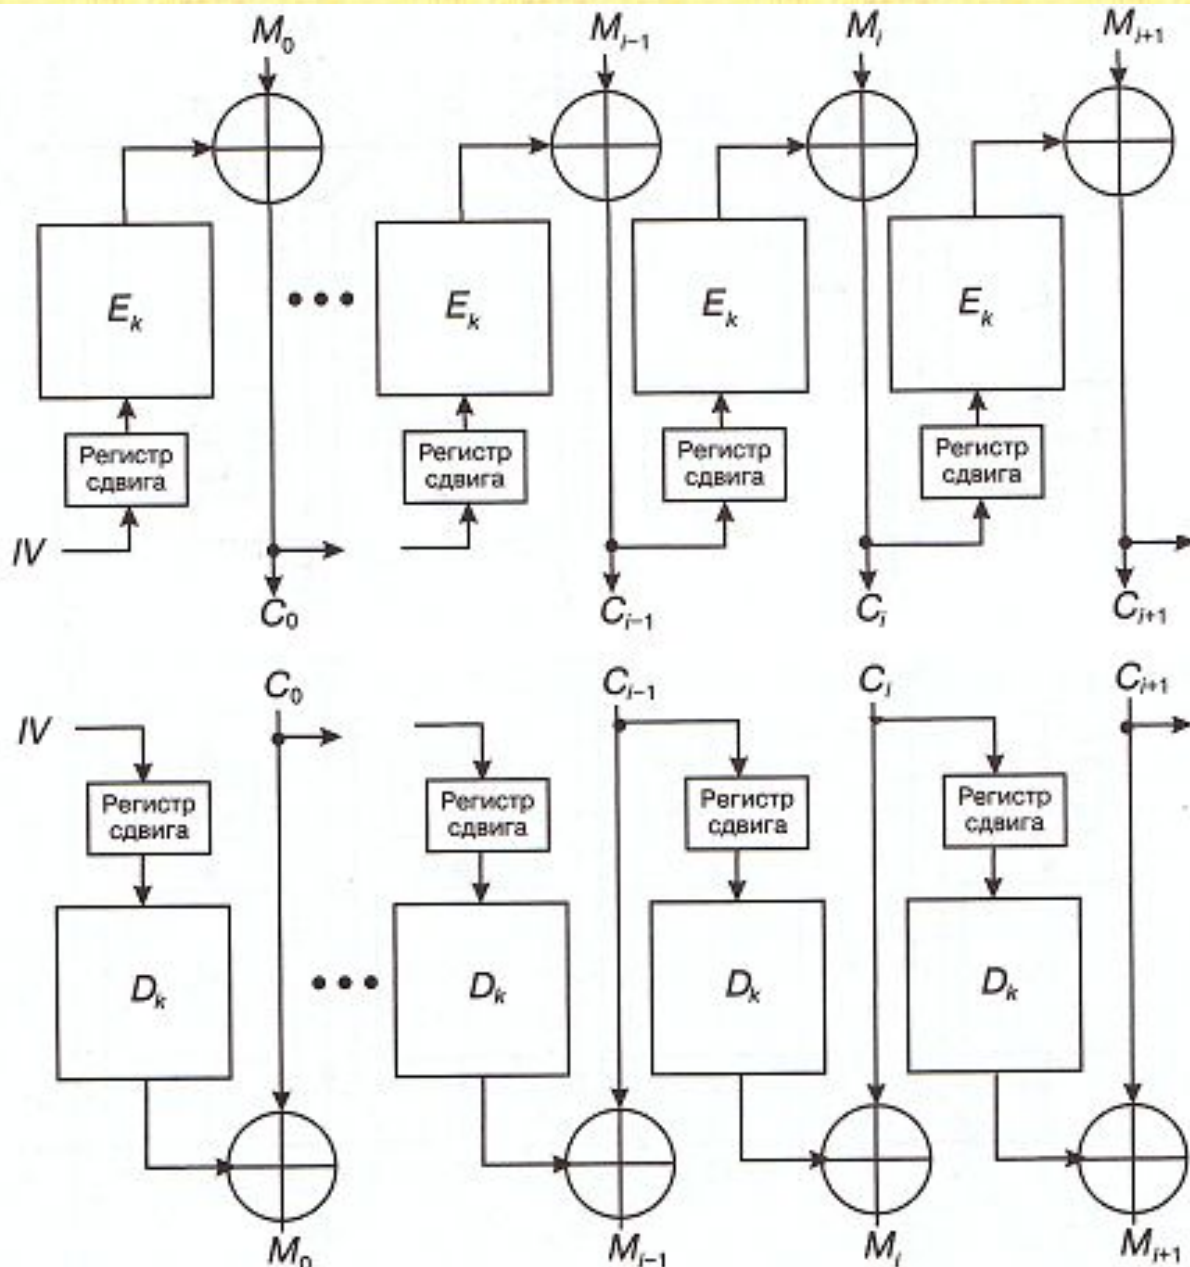 M₀ Mᵢ₋₁ Mᵢ Mᵢ₊₁
Eₖ Eₖ Eₖ Eₖ
Регистр сдвига Регистр сдвига Регистр сдвига Регистр сдвига
IV
C₀ Cᵢ₋₁ Cᵢ Cᵢ₊₁
C₀ Cᵢ₋₁ Cᵢ Cᵢ₊₁
IV
Регистр сдвига Регистр сдвига Регистр сдвига Регистр сдвига
Dₖ Dₖ Dₖ Dₖ
M₀ Mᵢ₋₁ Mᵢ Mᵢ₊₁